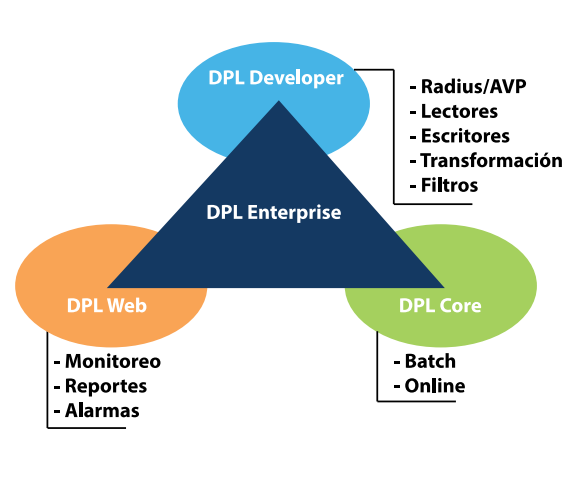 DPL Developer
- Radius/AVP
- Lectores
- Escritores
- Transformación
- Filtros
DPL Enterprise
DPL Web
- Monitoreo
- Reportes
- Alarmas
DPL Core
- Batch
- Online